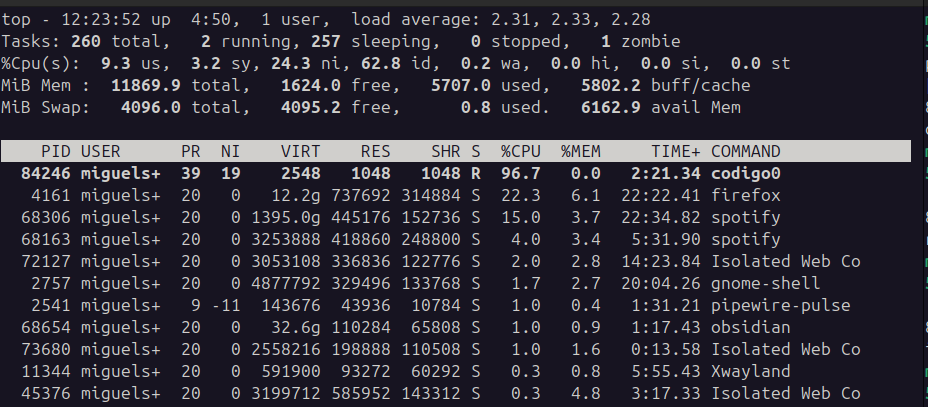 top - 12:23:52 up  4:50,  1 user,  load average: 2.31, 2.33, 2.28
Tasks: 260 total,   2 running, 257 sleeping,   0 stopped,   1 zombie
%Cpu(s):  9.3 us,  3.2 sy, 24.3 ni, 62.8 id,  0.2 wa,  0.0 hi,  0.0 si,  0.0 st
MiB Mem :  11869.9 total,   1624.0 free,   5707.0 used,   5802.2 buff/cache
MiB Swap:   4096.0 total,   4095.2 free,      0.8 used.   6162.9 avail Mem
PID USER      PR  NI    VIRT    RES    SHR S  %CPU  %MEM     TIME+ COMMAND
84246 miguels+  39  19    2548   1048   1048 R  96.7   0.0   2:21.34 codigo0
4161 miguels+  20   0   12.2g 737692 314884 S  22.3   6.1  22:22.41 firefox
68306 miguels+  20   0 1395.0g 445176 152736 S  15.0   3.7  22:34.82 spotify
68163 miguels+  20   0 3253888 418860 248800 S   4.0   3.4   5:31.90 spotify
72127 miguels+  20   0 3053108 336836 122776 S   2.0   2.8  14:23.84 Isolated Web Co
2757 miguels+  20   0 4877792 329496 133768 S   1.7   2.7  20:04.26 gnome-shell
2541 miguels+   9 -11  143676  43936  10784 S   1.0   0.4   1:31.21 pipewire-pulse
68654 miguels+  20   0   32.6g 110284  65808 S   1.0   0.9   1:17.43 obsidian
73680 miguels+  20   0 2558216 198888 110508 S   1.0   1.6   0:13.58 Isolated Web Co
11344 miguels+  20   0  591900  93272  60292 S   0.3   0.8   5:55.43 Xwayland
45376 miguels+  20   0 3199712 585952 143312 S   0.3   4.8   3:17.33 Isolated Web Co